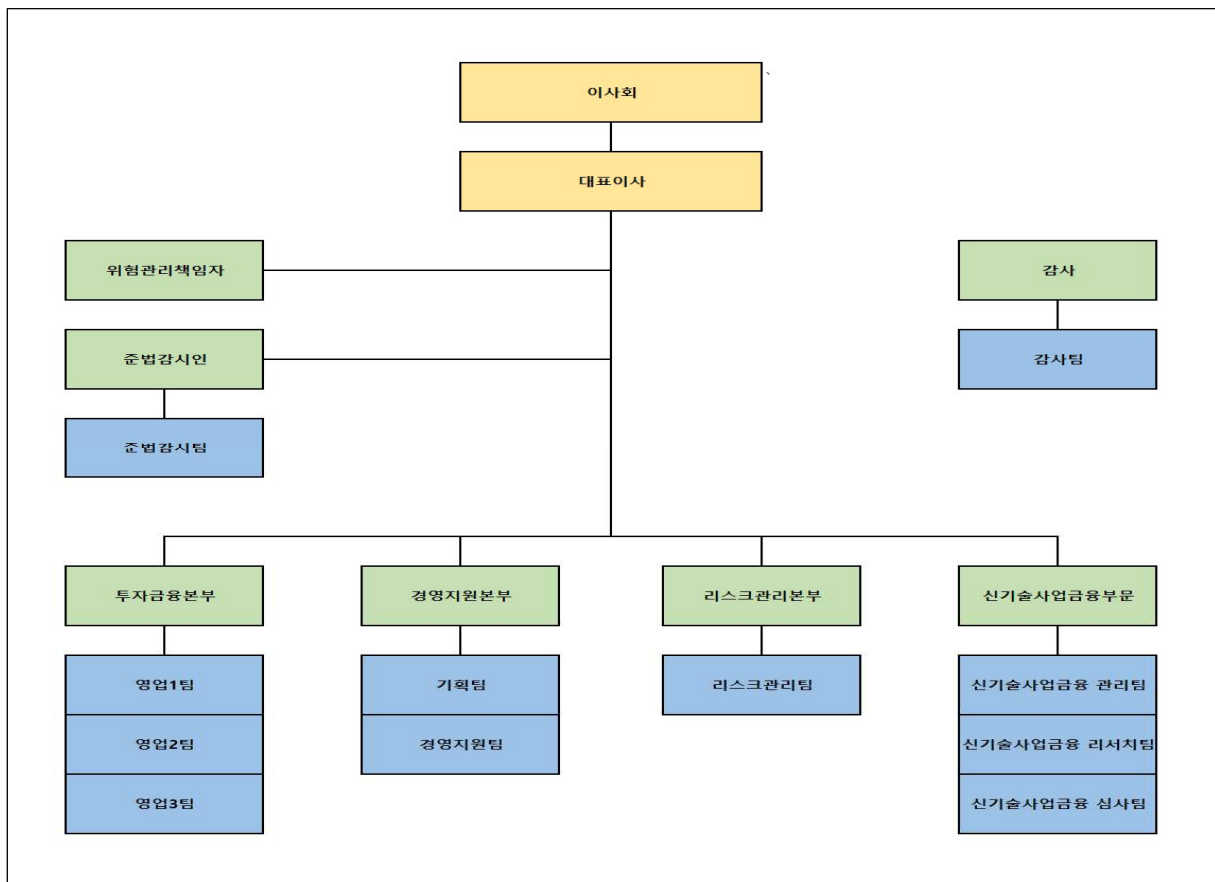 이사회
대표이사
위험관리책임자
감사
준법감시인
감사팀
준법감시팀
투자금융본부
경영지원본부
리스크관리본부
신기술사업금융부문
영업1팀
기획팀
리스크관리팀
신기술사업금융 관리팀
영업2팀
경영지원팀
신기술사업금융 리서치팀
영업3팀
신기술사업금융 심사팀